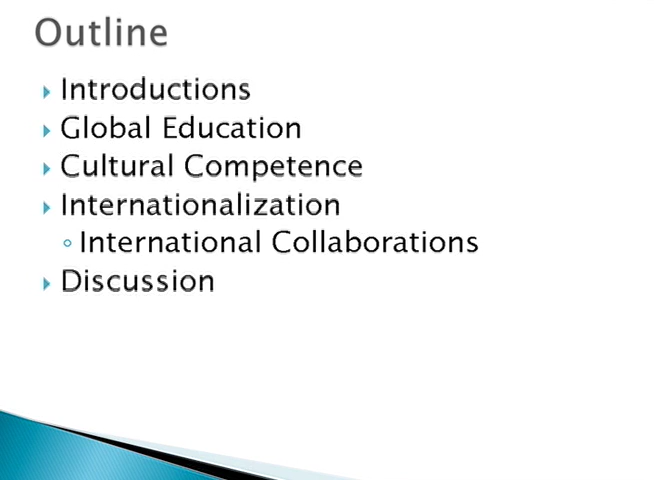 Outline
Introductions
Global Education
Cultural Competence
Internationalization
International Collaborations
Discussion